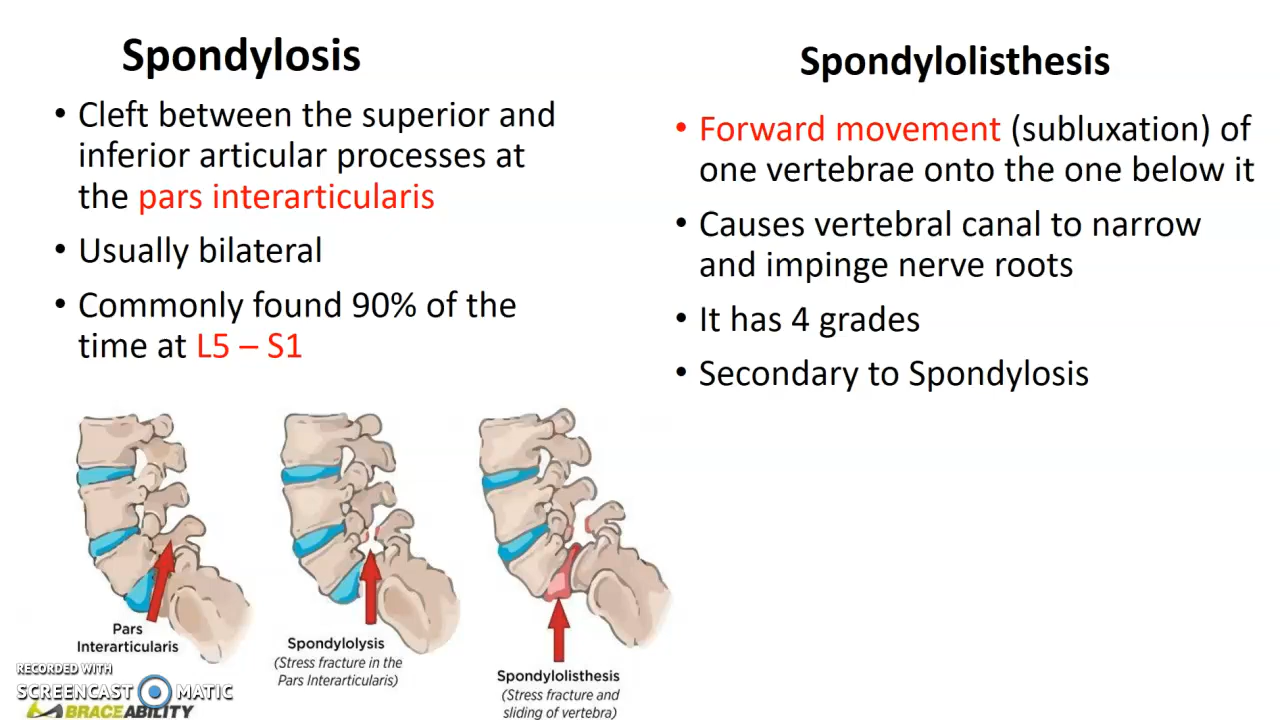 Spondylosis
• Cleft between the superior and
inferior articular processes at
the pars interarticularis
• Usually bilateral
• Commonly found 90% of the
time at L5 – S1
Spondylolisthesis
• Forward movement (subluxation) of
one vertebrae onto the one below it
• Causes vertebral canal to narrow
and impinge nerve roots
• It has 4 grades
• Secondary to Spondylosis
Pars
Interarticularis
Spondylolysis
(Stress fracture in the
Pars Interarticularis)
Spondylolisthesis
(Stress fracture and
sliding of vertebra)
RECORDED WITH
SCREENCAST MATIC
BRACEABILITY